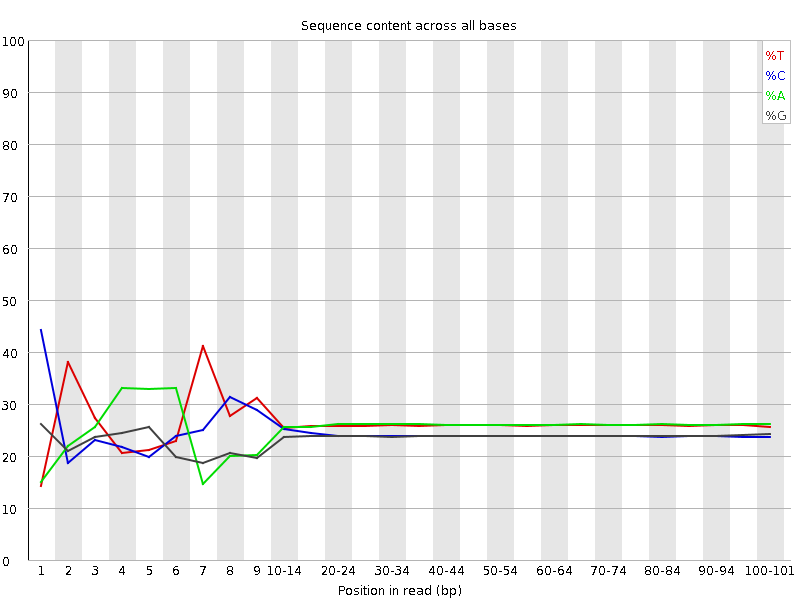 Sequence content across all bases
100
90
80
70
60
50
40
30
20
10
0
%T
%C
%A
%G
1 2 3 4 5 6 7 8 9 10-14 20-24 30-34 40-44 50-54 60-64 70-74 80-84 90-94 100-101
Position in read (bp)